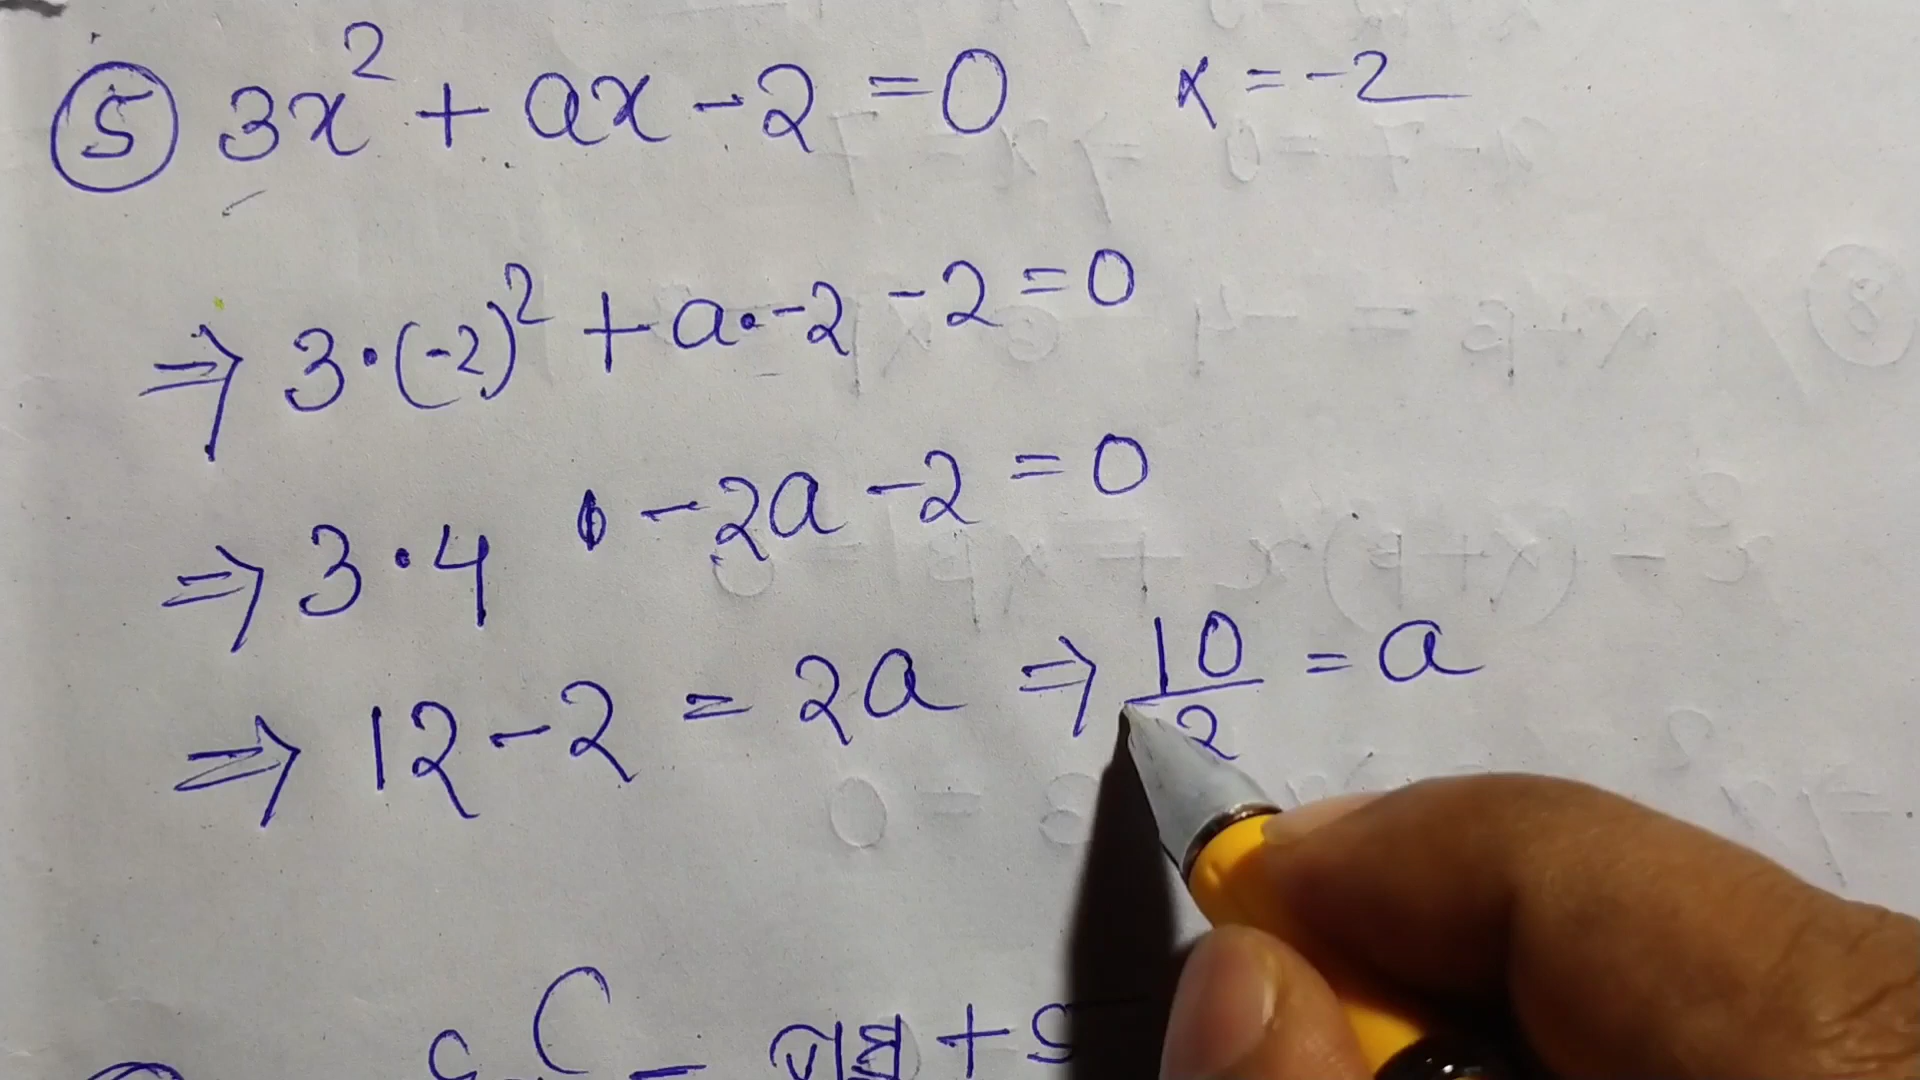 ⑤ 3x² + ax - 2 = 0   x = -2
⇒ 3·(-2)² + a·-2 - 2 = 0
⇒ 3·4 - 2a - 2 = 0
⇒ 12 - 2 = 2a ⇒ 10/2 = a